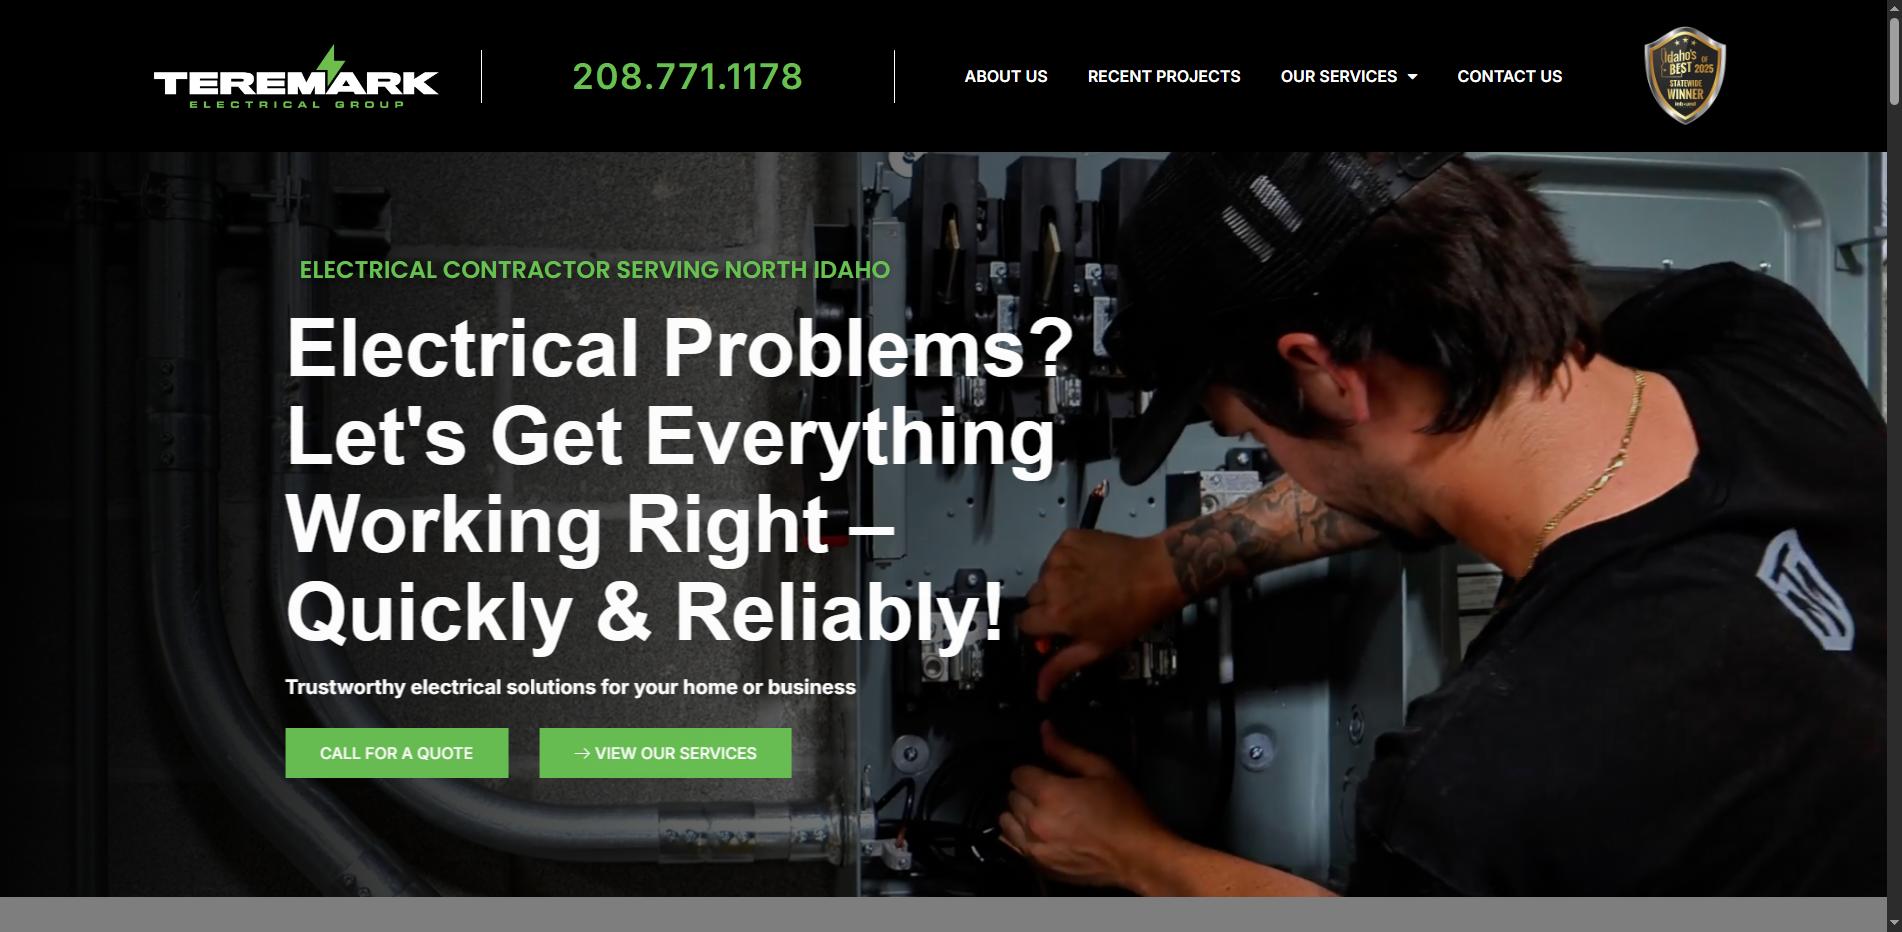 TEREMARK
ELECTRICAL GROUP
208.771.1178
ABOUT US
RECENT PROJECTS
OUR SERVICES
CONTACT US
Idaho's
BEST OF 2025
STATEWIDE
WINNER
ELECTRICAL CONTRACTOR SERVING NORTH IDAHO
Electrical Problems?
Let's Get Everything
Working Right –
Quickly & Reliably!
Trustworthy electrical solutions for your home or business
CALL FOR A QUOTE
→ VIEW OUR SERVICES